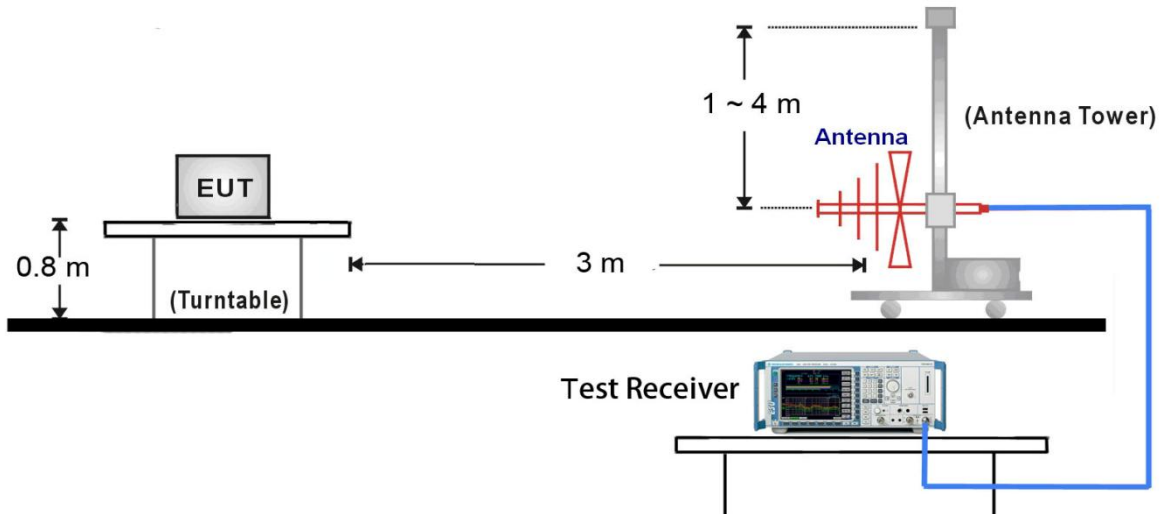 1 ~ 4 m
(Antenna Tower)
Antenna
EUT
0.8 m
3 m
(Turntable)
Test Receiver